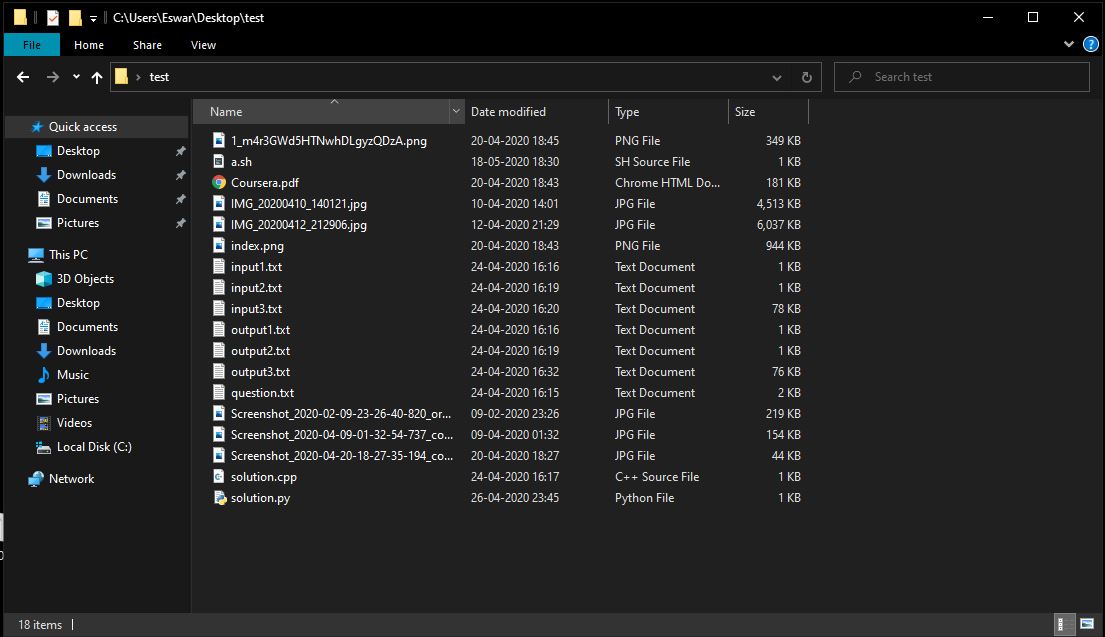 C:\Users\Eswar\Desktop\test
File Home Share View
test Search test
Name Date modified Type Size
Quick access
Desktop
Downloads
Documents
Pictures
This PC
3D Objects
Desktop
Documents
Downloads
Music
Pictures
Videos
Local Disk (C:)
Network
1_m4r3GWd5HTNwhDLgyzQDzA.png 20-04-2020 18:45 PNG File 349 KB
a.sh 18-05-2020 18:30 SH Source File 1 KB
Coursera.pdf 20-04-2020 18:43 Chrome HTML Do... 181 KB
IMG_20200410_140121.jpg 10-04-2020 14:01 JPG File 4,513 KB
IMG_20200412_212906.jpg 12-04-2020 21:29 JPG File 6,037 KB
index.png 20-04-2020 18:43 PNG File 944 KB
input1.txt 24-04-2020 16:16 Text Document 1 KB
input2.txt 24-04-2020 16:19 Text Document 1 KB
input3.txt 24-04-2020 16:20 Text Document 78 KB
output1.txt 24-04-2020 16:16 Text Document 1 KB
output2.txt 24-04-2020 16:19 Text Document 1 KB
output3.txt 24-04-2020 16:32 Text Document 76 KB
question.txt 24-04-2020 16:15 Text Document 2 KB
Screenshot_2020-02-09-23-26-40-820_or... 09-02-2020 23:26 JPG File 219 KB
Screenshot_2020-04-09-01-32-54-737_co... 09-04-2020 01:32 JPG File 154 KB
Screenshot_2020-04-20-18-27-35-194_co... 20-04-2020 18:27 JPG File 44 KB
solution.cpp 24-04-2020 16:17 C++ Source File 1 KB
solution.py 26-04-2020 23:45 Python File 1 KB
18 items